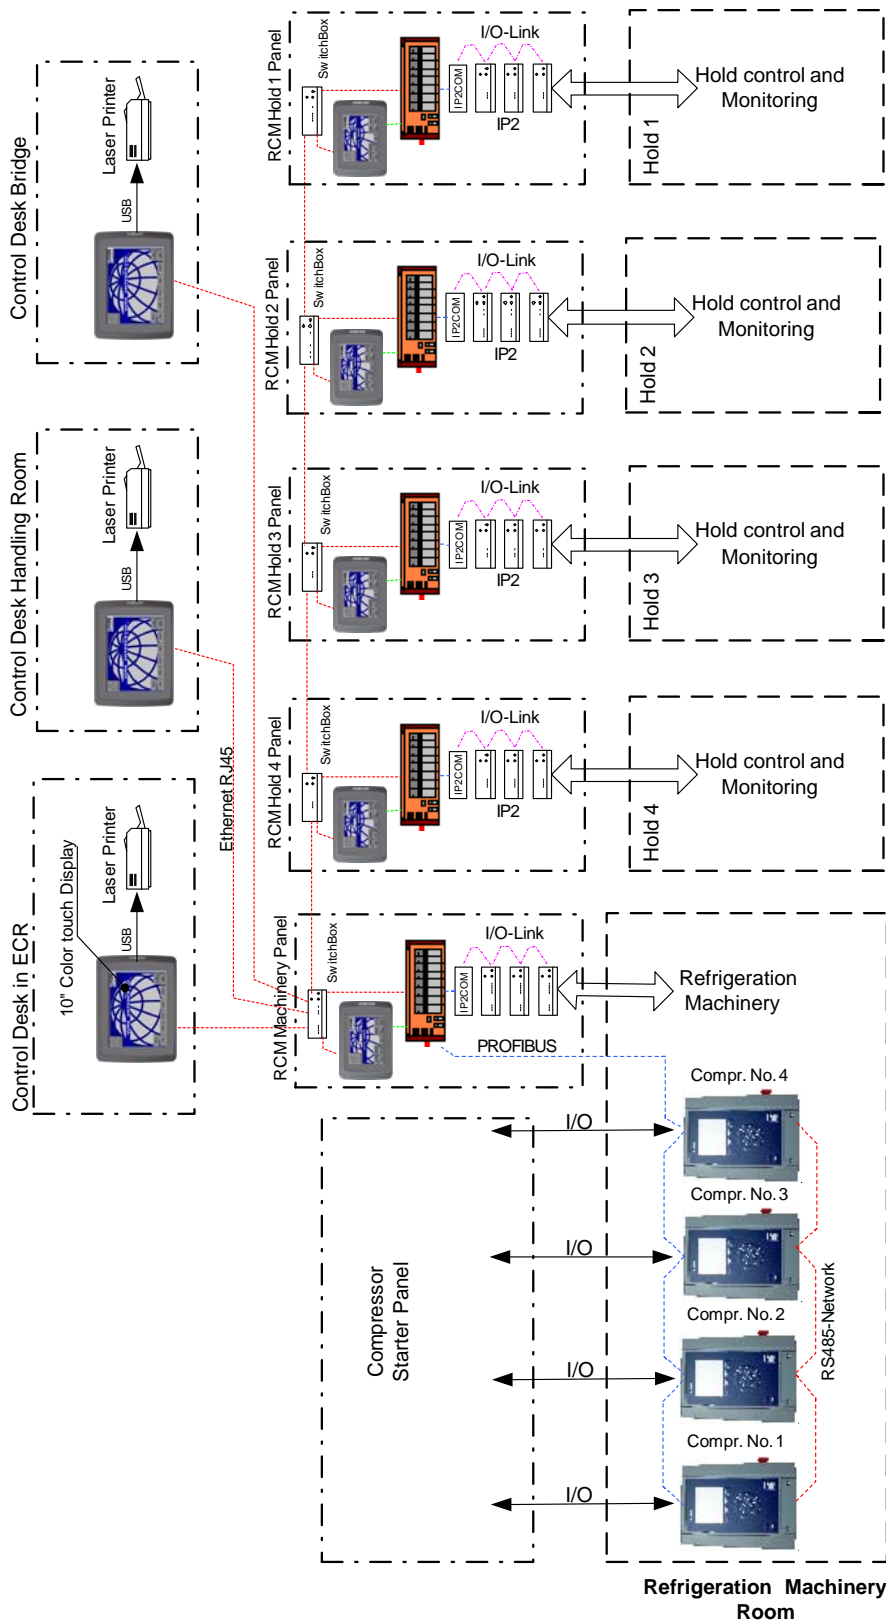 Control Desk Bridge
Laser Printer
USB
Control Desk Handling Room
Laser Printer
USB
Control Desk in ECR
10" Color touch Display
Laser Printer
USB
Ethernet RJ45
RCM Hold 1 Panel
SwitchBox
I/O-Link
IP2COM
IP2
Hold 1
Hold control and
Monitoring
RCM Hold 2 Panel
SwitchBox
I/O-Link
IP2COM
IP2
Hold 2
Hold control and
Monitoring
RCM Hold 3 Panel
SwitchBox
I/O-Link
IP2COM
IP2
Hold 3
Hold control and
Monitoring
RCM Hold 4 Panel
SwitchBox
I/O-Link
IP2COM
IP2
Hold 4
Hold control and
Monitoring
RCM Machinery Panel
SwitchBox
I/O-Link
IP2COM
PROFIBUS
Refrigeration
Machinery
Compressor
Starter Panel
I/O
Compr. No. 4
I/O
Compr. No. 3
I/O
Compr. No. 2
I/O
Compr. No. 1
RS485-Network
Refrigeration Machinery
Room